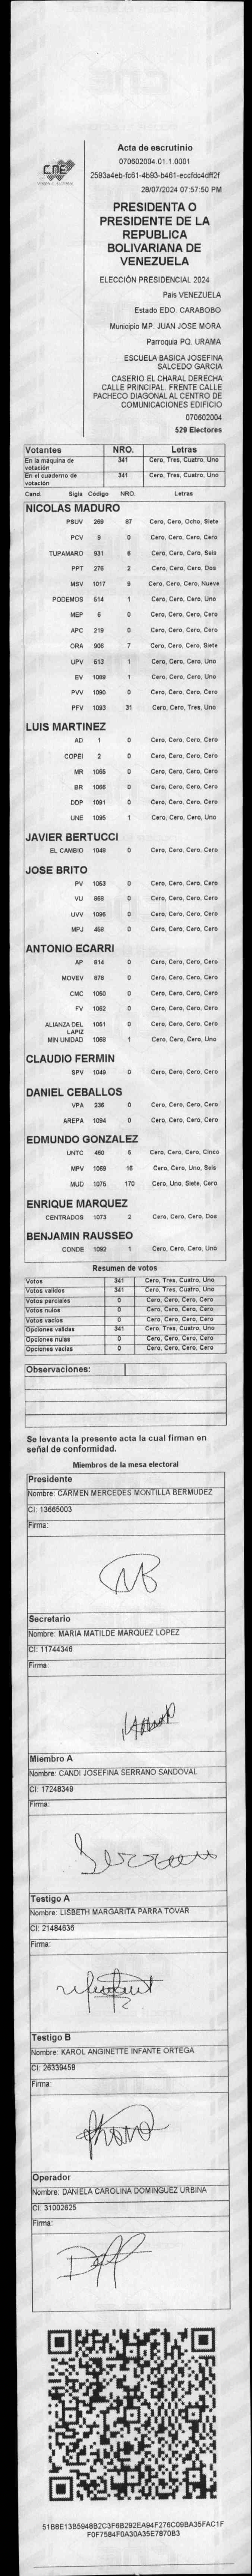 CNE
Acta de escrutinio
070602004.01.1.0001
2593a4eb-fc61-4b93-b461-eccfdc4dff2f
28/07/2024 07:57:50 PM
PRESIDENTA O
PRESIDENTE DE LA
REPUBLICA
BOLIVARIANA DE
VENEZUELA
ELECCIÓN PRESIDENCIAL 2024
Pais VENEZUELA
Estado EDO. CARABOBO
Municipio MP. JUAN JOSE MORA
Parroquia PQ. URAMA
ESCUELA BASICA JOSEFINA
SALCEDO GARCIA
CASERIO EL CHARAL DERECHA
CALLE PRINCIPAL. FRENTE CALLE
PACHECO DIAGONAL AL CENTRO DE
COMUNICACIONES EDIFICIO
070602004
529 Electores
Votantes NRO. Letras
En la máquina de votación 341 Cero, Tres, Cuatro, Uno
En el cuaderno de votación 341 Cero, Tres, Cuatro, Uno
Cand. Sigla Codigo NRO. Letras
NICOLAS MADURO
PSUV 269 87 Cero, Cero, Ocho, Siete
PCV 9 0 Cero, Cero, Cero, Cero
TUPAMARO 931 6 Cero, Cero, Cero, Seis
PPT 276 2 Cero, Cero, Cero, Dos
MSV 1017 9 Cero, Cero, Cero, Nueve
PODEMOS 514 1 Cero, Cero, Cero, Uno
MEP 6 0 Cero, Cero, Cero, Cero
APC 219 0 Cero, Cero, Cero, Cero
ORA 906 7 Cero, Cero, Cero, Siete
UPV 513 1 Cero, Cero, Cero, Uno
EV 1089 1 Cero, Cero, Cero, Uno
PVV 1090 0 Cero, Cero, Cero, Cero
PFV 1093 31 Cero, Cero, Tres, Uno
LUIS MARTINEZ
AD 1 0 Cero, Cero, Cero, Cero
COPEI 2 0 Cero, Cero, Cero, Cero
MR 1065 0 Cero, Cero, Cero, Cero
BR 1066 0 Cero, Cero, Cero, Cero
DDP 1091 0 Cero, Cero, Cero, Cero
UNE 1095 1 Cero, Cero, Cero, Uno
JAVIER BERTUCCI
EL CAMBIO 1048 0 Cero, Cero, Cero, Cero
JOSE BRITO
PV 1053 0 Cero, Cero, Cero, Cero
VU 868 0 Cero, Cero, Cero, Cero
UVV 1096 0 Cero, Cero, Cero, Cero
MPJ 458 0 Cero, Cero, Cero, Cero
ANTONIO ECARRI
AP 814 0 Cero, Cero, Cero, Cero
MOVEV 879 0 Cero, Cero, Cero, Cero
CMC 1050 0 Cero, Cero, Cero, Cero
FV 1062 0 Cero, Cero, Cero, Cero
ALIANZA DEL LAPIZ 1051 0 Cero, Cero, Cero, Cero
MIN UNIDAD 1068 1 Cero, Cero, Cero, Uno
CLAUDIO FERMIN
SPV 1049 0 Cero, Cero, Cero, Cero
DANIEL CEBALLOS
VPA 236 0 Cero, Cero, Cero, Cero
AREPA 1094 0 Cero, Cero, Cero, Cero
EDMUNDO GONZALEZ
UNTC 460 5 Cero, Cero, Cero, Cinco
MPV 1069 16 Cero, Cero, Uno, Seis
MUD 1075 170 Cero, Uno, Siete, Cero
ENRIQUE MARQUEZ
CENTRADOS 1073 2 Cero, Cero, Cero, Dos
BENJAMIN RAUSSEO
CONDE 1092 1 Cero, Cero, Cero, Uno
Resumen de votos
Votos 341 Cero, Tres, Cuatro, Uno
Votos validos 341 Cero, Tres, Cuatro, Uno
Votos parciales 0 Cero, Cero, Cero, Cero
Votos nulos 0 Cero, Cero, Cero, Cero
Votos vacios 0 Cero, Cero, Cero, Cero
Opciones validas 341 Cero, Tres, Cuatro, Uno
Opciones nulas 0 Cero, Cero, Cero, Cero
Opciones vacias 0 Cero, Cero, Cero, Cero
Observaciones:
Se levanta la presente acta la cual firman en
señal de conformidad.
Miembros de la mesa electoral
Presidente
Nombre: CARMEN MERCEDES MONTILLA BERMUDEZ
CI: 13665003
Firma:
Secretario
Nombre: MARIA MATILDE MARQUEZ LOPEZ
CI: 11744346
Firma:
Miembro A
Nombre: CANDI JOSEFINA SERRANO SANDOVAL
CI: 17248349
Firma:
Testigo A
Nombre: LISBETH MARGARITA PARRA TOVAR
CI: 21484636
Firma:
Testigo B
Nombre: KAROL ANGINETTE INFANTE ORTEGA
CI: 26339458
Firma:
Operador
Nombre: DANIELA CAROLINA DOMINGUEZ URBINA
CI: 31002625
Firma:
51B8E13B5948B2C3F6B292EA94F276C09BA35FAC1F
F0F7584F0A30A35E7870B3